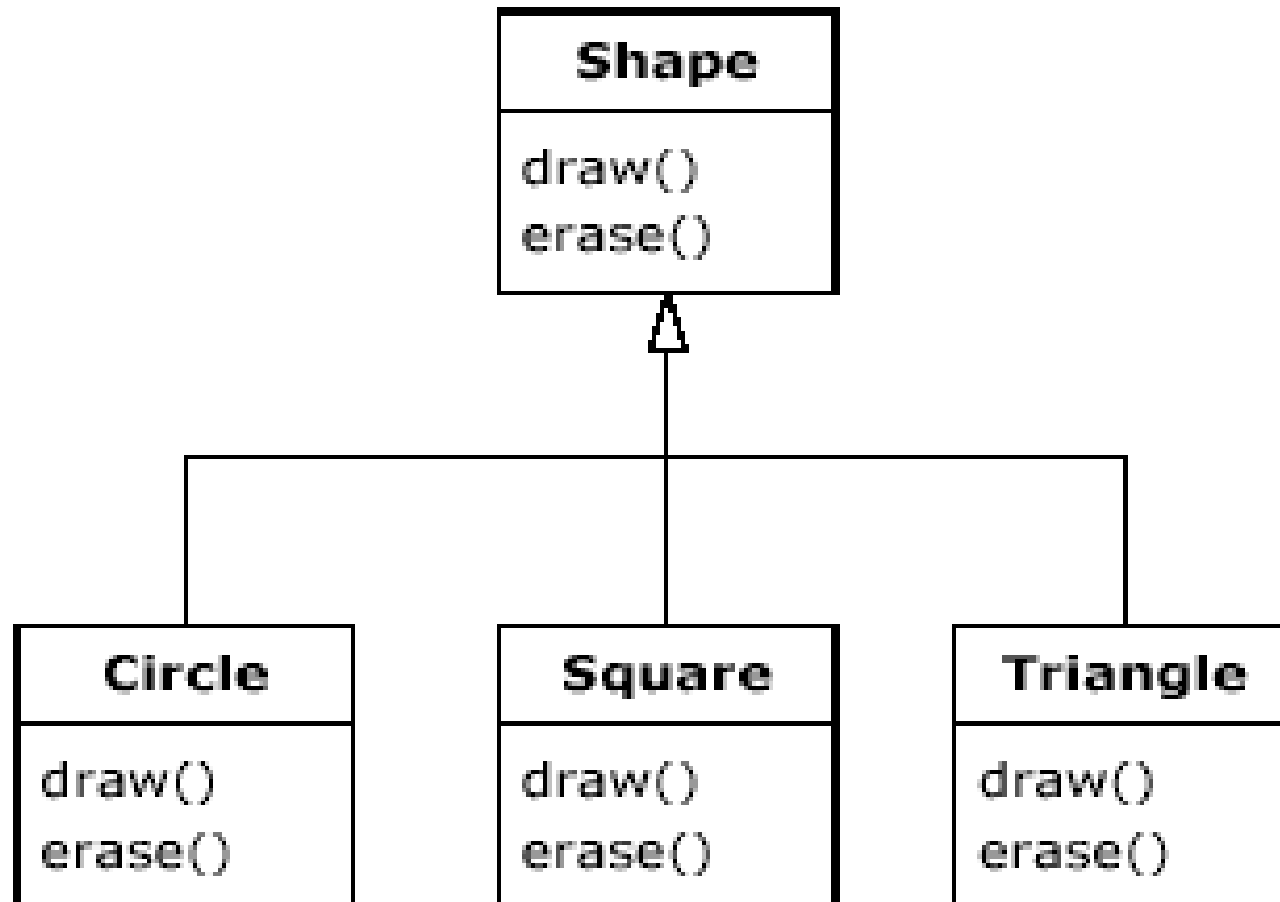 Shape
draw()
erase()
Circle
draw()
erase()
Square
draw()
erase()
Triangle
draw()
erase()